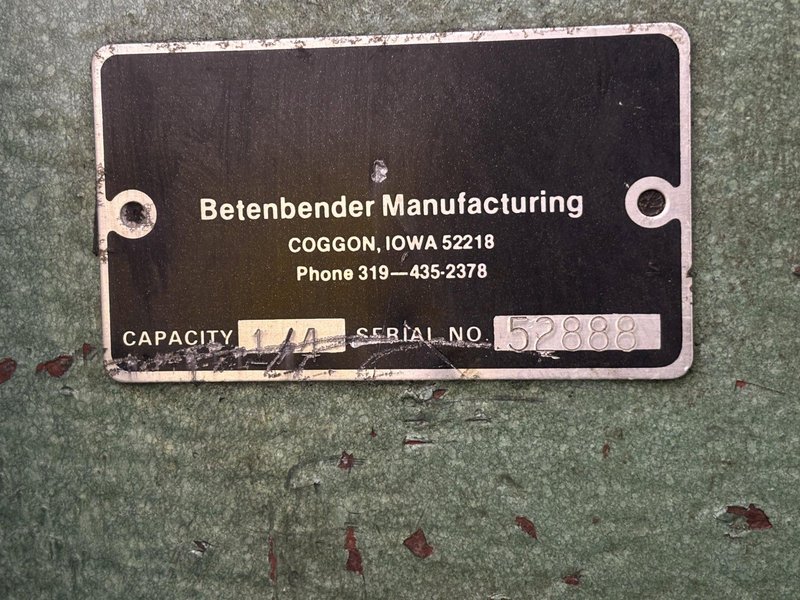 Betenbender Manufacturing
COGGON, IOWA 52218
Phone 319—435-2378
CAPACITY 1/4 SERIAL NO. 52888